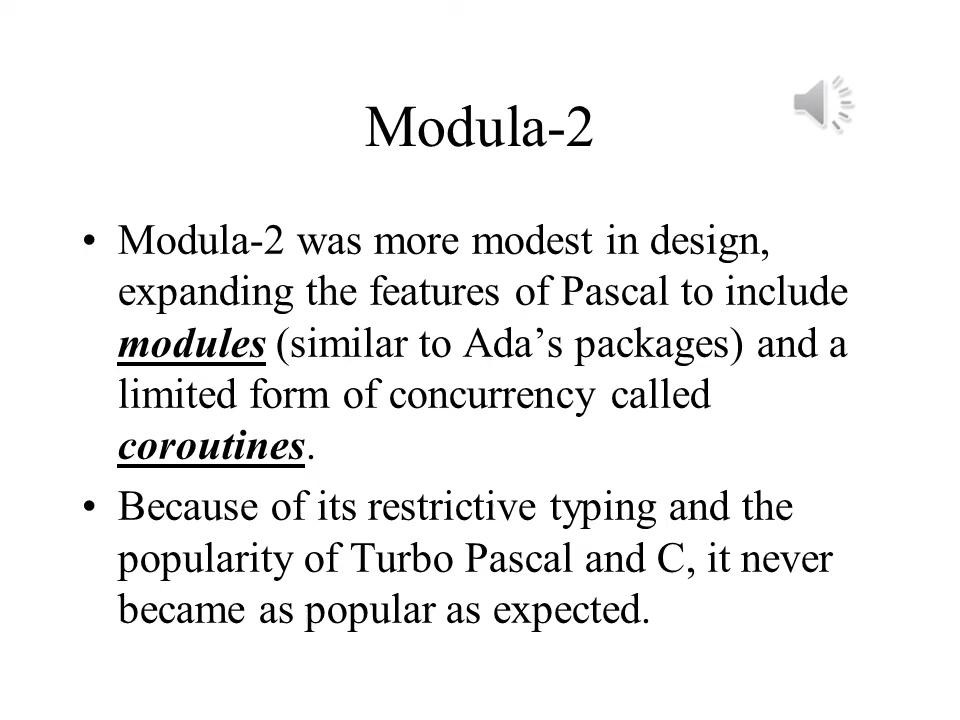 Modula-2
• Modula-2 was more modest in design,
expanding the features of Pascal to include
modules (similar to Ada’s packages) and a
limited form of concurrency called
coroutines.
• Because of its restrictive typing and the
popularity of Turbo Pascal and C, it never
became as popular as expected.